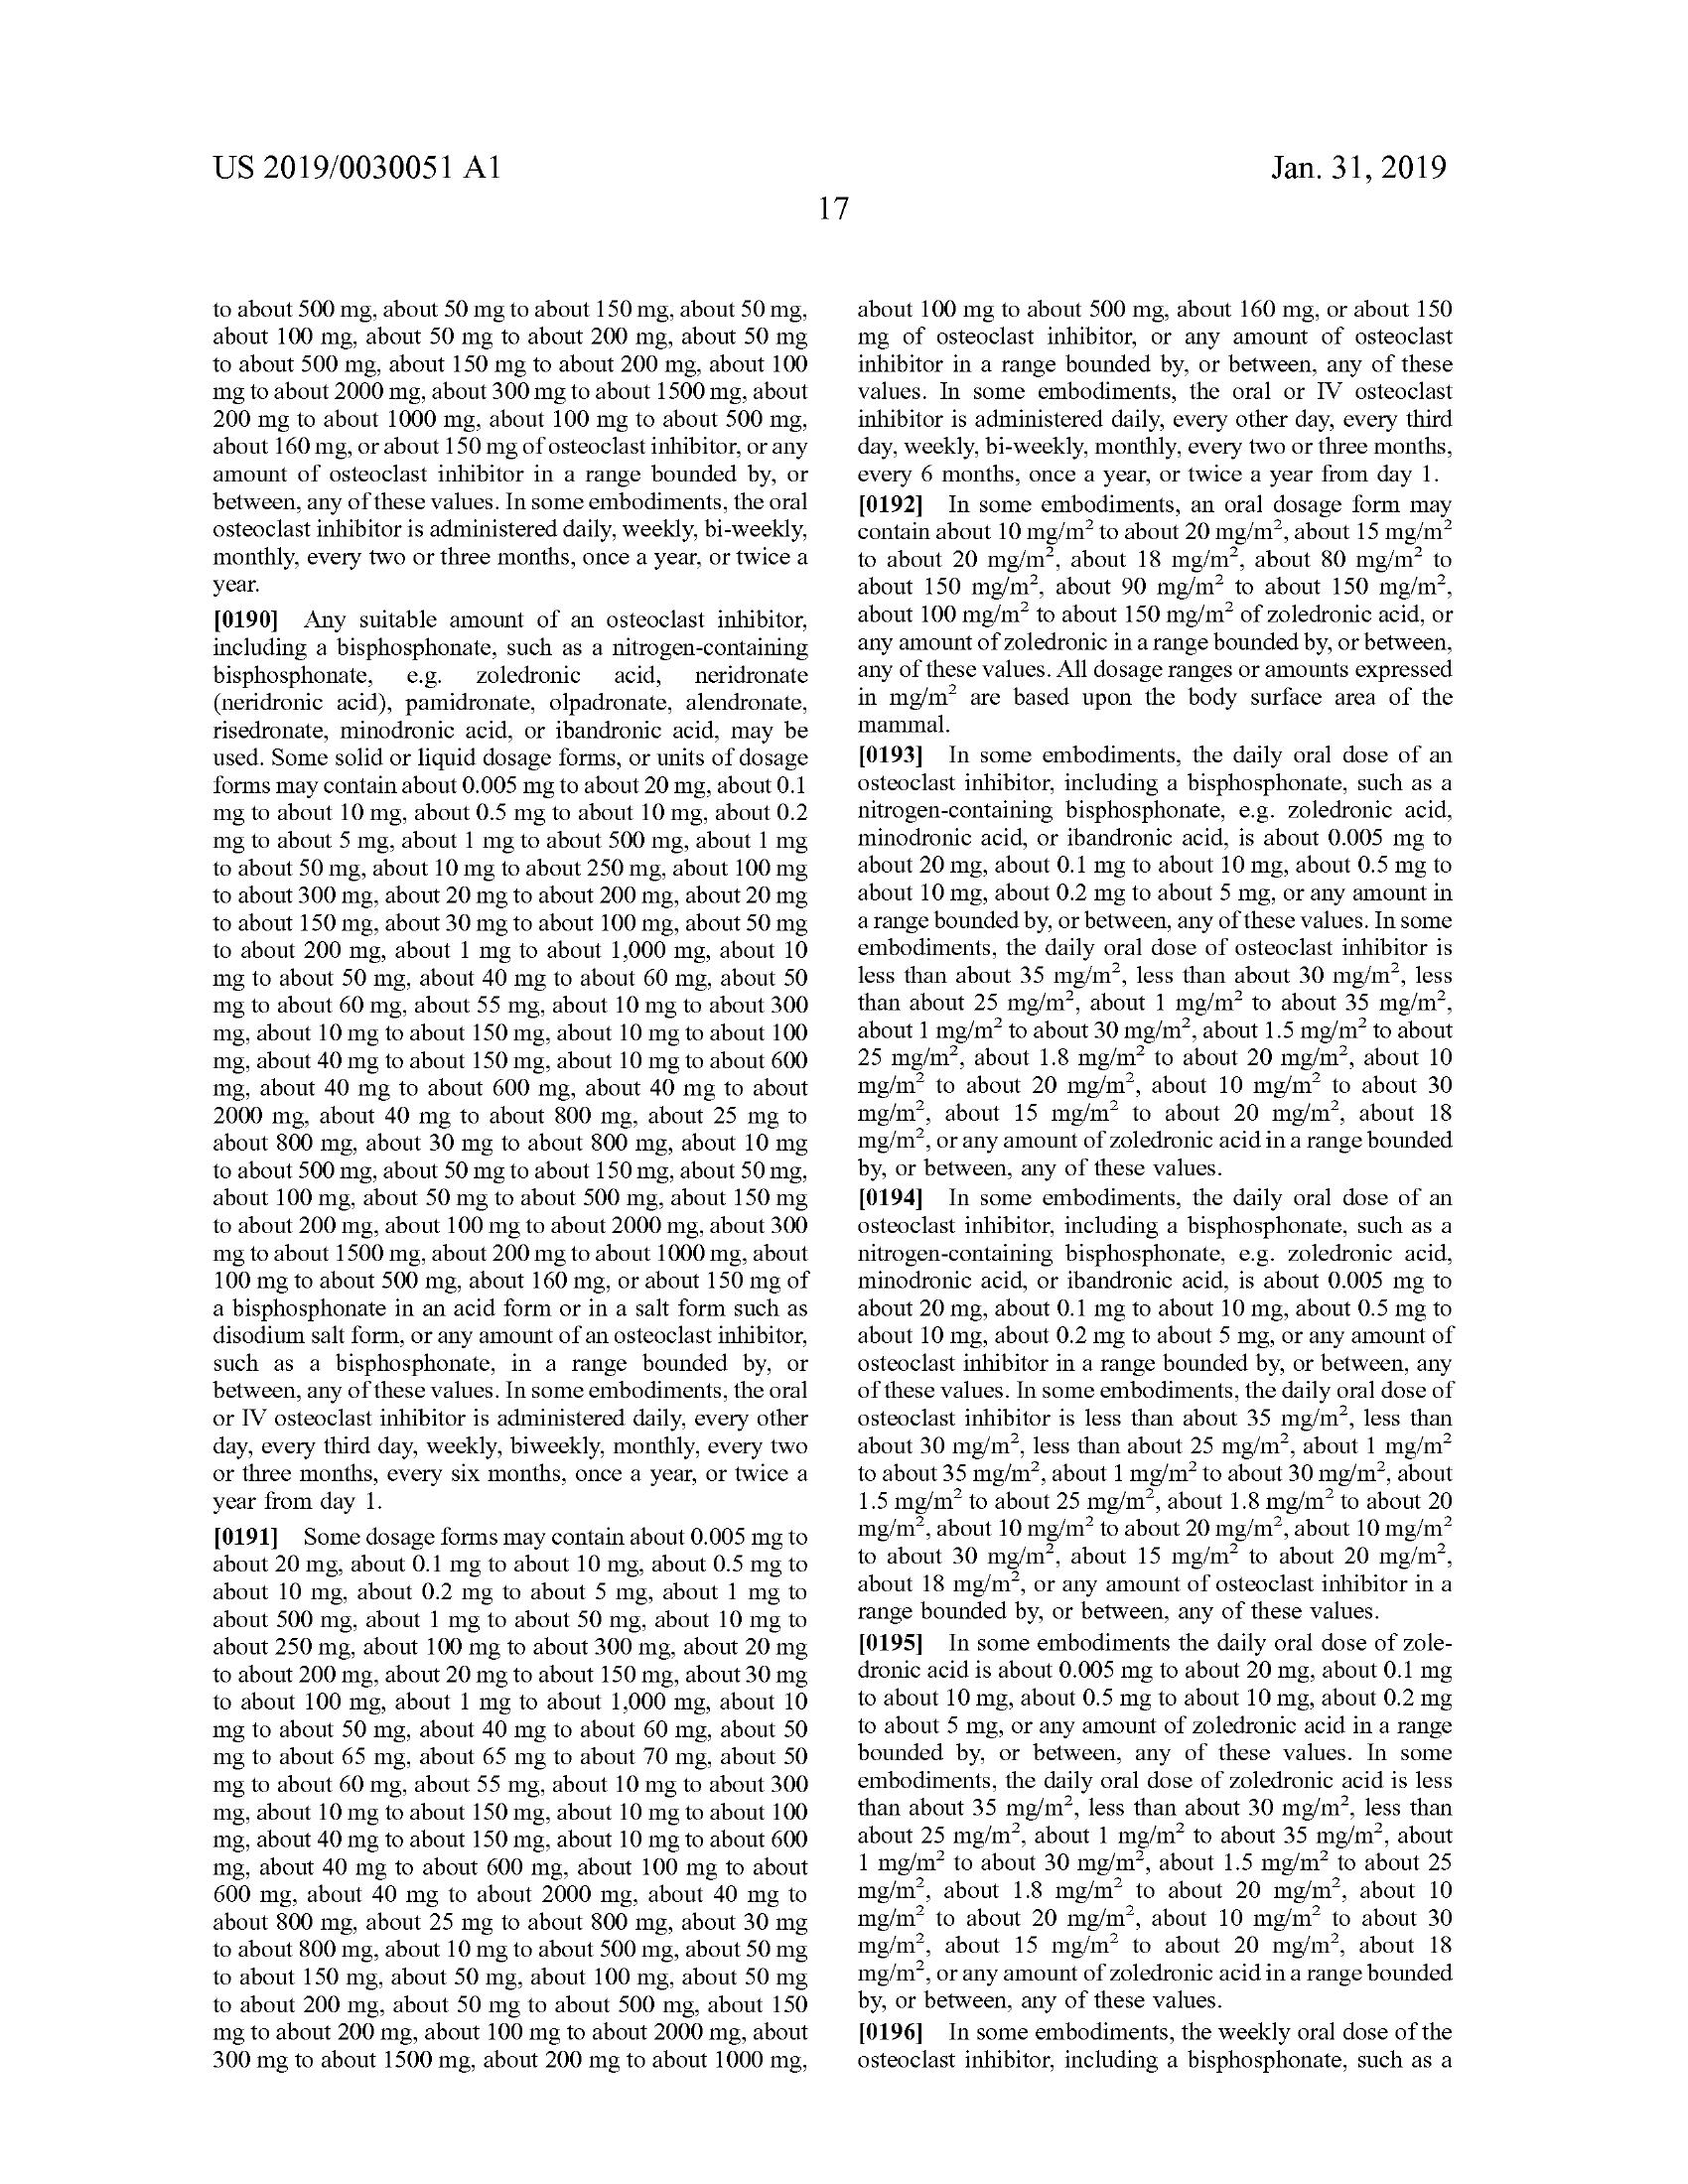 US 2019/0030051 A1
Jan. 31, 2019
17
to about 500 mg, about 50 mg to about 150 mg, about 50 mg,
about 100 mg, about 50 mg to about 200 mg, about 50 mg
to about 500 mg, about 150 mg to about 200 mg, about 100
mg to about 2000 mg, about 300 mg to about 1500 mg, about
200 mg to about 1000 mg, about 100 mg to about 500 mg,
about 160 mg, or about 150 mg of osteoclast inhibitor, or any
amount of osteoclast inhibitor in a range bounded by, or
between, any of these values. In some embodiments, the oral
osteoclast inhibitor is administered daily, weekly, bi-weekly,
monthly, every two or three months, once a year, or twice a
year.
[0190] Any suitable amount of an osteoclast inhibitor,
including a bisphosphonate, such as a nitrogen-containing
bisphosphonate, e.g. zoledronic acid, neridronate
(neridronic acid), pamidronate, olpadronate, alendronate,
risedronate, minodronic acid, or ibandronic acid, may be
used. Some solid or liquid dosage forms, or units of dosage
forms may contain about 0.005 mg to about 20 mg, about 0.1
mg to about 10 mg, about 0.5 mg to about 10 mg, about 0.2
mg to about 5 mg, about 1 mg to about 500 mg, about 1 mg
to about 50 mg, about 10 mg to about 250 mg, about 100 mg
to about 300 mg, about 20 mg to about 200 mg, about 20 mg
to about 150 mg, about 30 mg to about 100 mg, about 50 mg
to about 200 mg, about 1 mg to about 1,000 mg, about 10
mg to about 50 mg, about 40 mg to about 60 mg, about 50
mg to about 60 mg, about 55 mg, about 10 mg to about 300
mg, about 10 mg to about 150 mg, about 10 mg to about 100
mg, about 40 mg to about 150 mg, about 10 mg to about 600
mg, about 40 mg to about 600 mg, about 40 mg to about
2000 mg, about 40 mg to about 800 mg, about 25 mg to
about 800 mg, about 30 mg to about 800 mg, about 10 mg
to about 500 mg, about 50 mg to about 150 mg, about 50 mg,
about 100 mg, about 50 mg to about 500 mg, about 150 mg
to about 200 mg, about 100 mg to about 2000 mg, about 300
mg to about 1500 mg, about 200 mg to about 1000 mg, about
100 mg to about 500 mg, about 160 mg, or about 150 mg of
a bisphosphonate in an acid form or in a salt form such as
disodium salt form, or any amount of an osteoclast inhibitor,
such as a bisphosphonate, in a range bounded by, or
between, any of these values. In some embodiments, the oral
or IV osteoclast inhibitor is administered daily, every other
day, every third day, weekly, biweekly, monthly, every two
or three months, every six months, once a year, or twice a
year from day 1.
[0191] Some dosage forms may contain about 0.005 mg to
about 20 mg, about 0.1 mg to about 10 mg, about 0.5 mg to
about 10 mg, about 0.2 mg to about 5 mg, about 1 mg to
about 500 mg, about 1 mg to about 50 mg, about 10 mg to
about 250 mg, about 100 mg to about 300 mg, about 20 mg
to about 200 mg, about 20 mg to about 150 mg, about 30 mg
to about 100 mg, about 1 mg to about 1,000 mg, about 10
mg to about 50 mg, about 40 mg to about 60 mg, about 50
mg to about 65 mg, about 65 mg to about 70 mg, about 50
mg to about 60 mg, about 55 mg, about 10 mg to about 300
mg, about 10 mg to about 150 mg, about 10 mg to about 100
mg, about 40 mg to about 150 mg, about 10 mg to about 600
mg, about 40 mg to about 600 mg, about 100 mg to about
600 mg, about 40 mg to about 2000 mg, about 40 mg to
about 800 mg, about 25 mg to about 800 mg, about 30 mg
to about 800 mg, about 10 mg to about 500 mg, about 50 mg
to about 150 mg, about 50 mg, about 100 mg, about 50 mg
to about 200 mg, about 50 mg to about 500 mg, about 150
mg to about 200 mg, about 100 mg to about 2000 mg, about
300 mg to about 1500 mg, about 200 mg to about 1000 mg,
about 100 mg to about 500 mg, about 160 mg, or about 150
mg of osteoclast inhibitor, or any amount of osteoclast
inhibitor in a range bounded by, or between, any of these
values. In some embodiments, the oral or IV osteoclast
inhibitor is administered daily, every other day, every third
day, weekly, bi-weekly, monthly, every two or three months,
every 6 months, once a year, or twice a year from day 1.
[0192] In some embodiments, an oral dosage form may
contain about 10 mg/m² to about 20 mg/m², about 15 mg/m²
to about 20 mg/m², about 18 mg/m², about 80 mg/m² to
about 150 mg/m², about 90 mg/m² to about 150 mg/m²,
about 100 mg/m² to about 150 mg/m² of zoledronic acid, or
any amount of zoledronic in a range bounded by, or between,
any of these values. All dosage ranges or amounts expressed
in mg/m² are based upon the body surface area of the
mammal.
[0193] In some embodiments, the daily oral dose of an
osteoclast inhibitor, including a bisphosphonate, such as a
nitrogen-containing bisphosphonate, e.g. zoledronic acid,
minodronic acid, or ibandronic acid, is about 0.005 mg to
about 20 mg, about 0.1 mg to about 10 mg, about 0.5 mg to
about 10 mg, about 0.2 mg to about 5 mg, or any amount in
a range bounded by, or between, any of these values. In some
embodiments, the daily oral dose of osteoclast inhibitor is
less than about 35 mg/m², less than about 30 mg/m², less
than about 25 mg/m², about 1 mg/m² to about 35 mg/m²,
about 1 mg/m² to about 30 mg/m², about 1.5 mg/m² to about
25 mg/m², about 1.8 mg/m² to about 20 mg/m², about 10
mg/m² to about 20 mg/m², about 10 mg/m² to about 30
mg/m², about 15 mg/m² to about 20 mg/m², about 18
mg/m², or any amount of zoledronic acid in a range bounded
by, or between, any of these values.
[0194] In some embodiments, the daily oral dose of an
osteoclast inhibitor, including a bisphosphonate, such as a
nitrogen-containing bisphosphonate, e.g. zoledronic acid,
minodronic acid, or ibandronic acid, is about 0.005 mg to
about 20 mg, about 0.1 mg to about 10 mg, about 0.5 mg to
about 10 mg, about 0.2 mg to about 5 mg, or any amount of
osteoclast inhibitor in a range bounded by, or between, any
of these values. In some embodiments, the daily oral dose of
osteoclast inhibitor is less than about 35 mg/m², less than
about 30 mg/m², less than about 25 mg/m², about 1 mg/m²
to about 35 mg/m², about 1 mg/m² to about 30 mg/m², about
1.5 mg/m² to about 25 mg/m², about 1.8 mg/m² to about 20
mg/m², about 10 mg/m² to about 20 mg/m², about 10 mg/m²
to about 30 mg/m², about 15 mg/m² to about 20 mg/m²,
about 18 mg/m², or any amount of osteoclast inhibitor in a
range bounded by, or between, any of these values.
[0195] In some embodiments the daily oral dose of zole-
dronic acid is about 0.005 mg to about 20 mg, about 0.1 mg
to about 10 mg, about 0.5 mg to about 10 mg, about 0.2 mg
to about 5 mg, or any amount of zoledronic acid in a range
bounded by, or between, any of these values. In some
embodiments, the daily oral dose of zoledronic acid is less
than about 35 mg/m², less than about 30 mg/m², less than
about 25 mg/m², about 1 mg/m² to about 35 mg/m², about
1 mg/m² to about 30 mg/m², about 1.5 mg/m² to about 25
mg/m², about 1.8 mg/m² to about 20 mg/m², about 10
mg/m² to about 20 mg/m², about 10 mg/m² to about 30
mg/m², about 15 mg/m² to about 20 mg/m², about 18
mg/m², or any amount of zoledronic acid in a range bounded
by, or between, any of these values.
[0196] In some embodiments, the weekly oral dose of the
osteoclast inhibitor, including a bisphosphonate, such as a